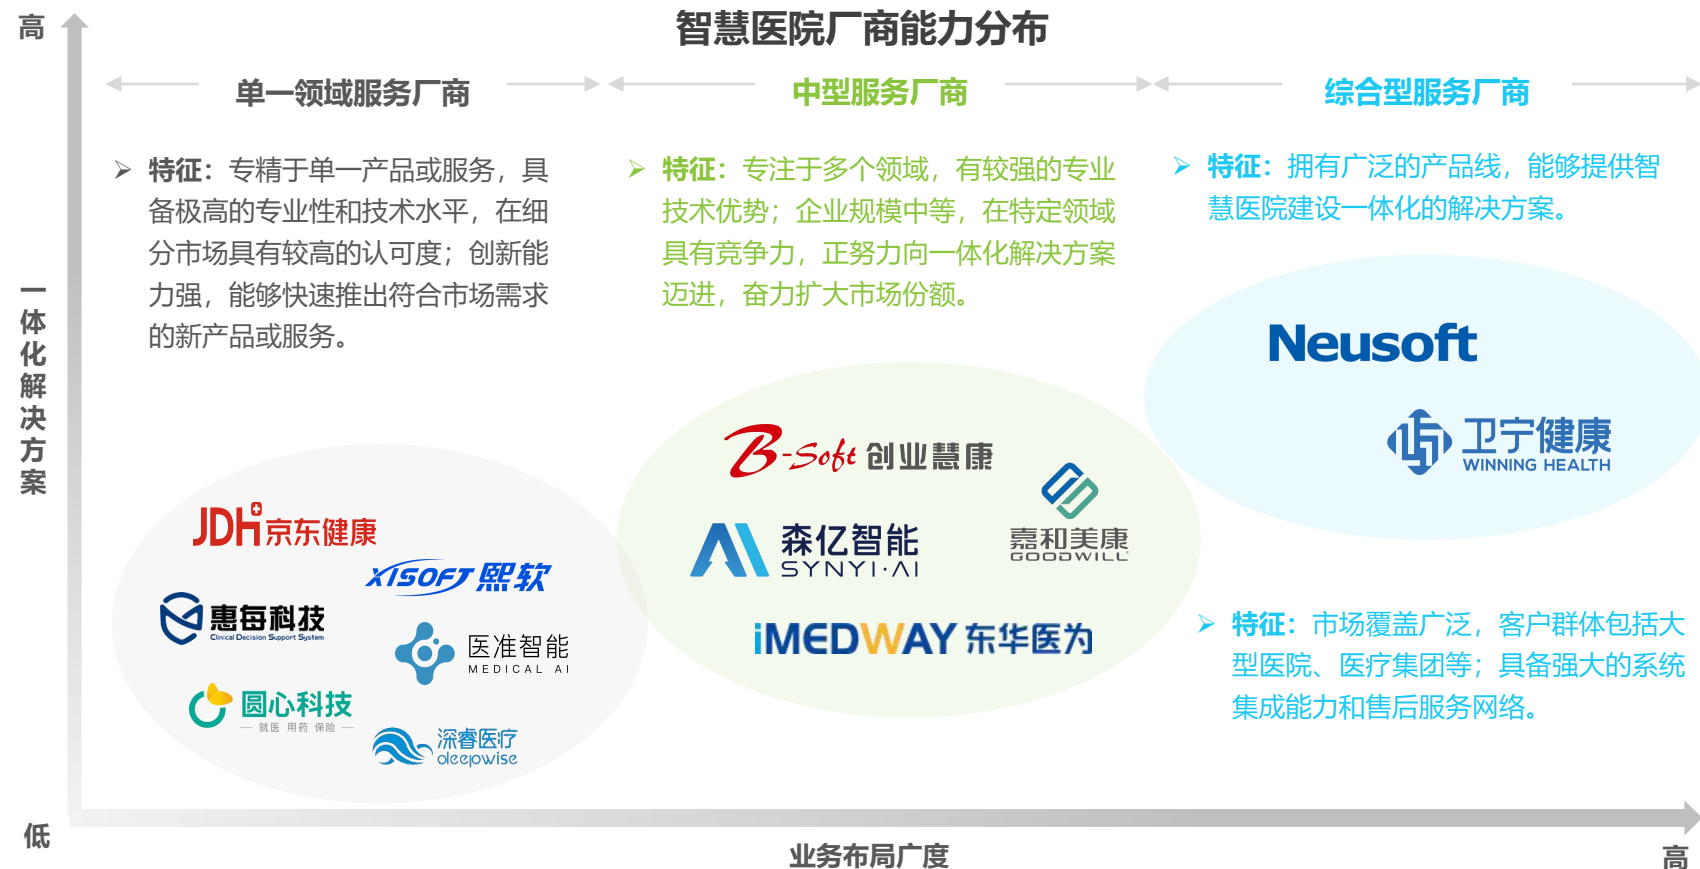 智慧医院厂商能力分布
高
单一领域服务厂商
中型服务厂商
综合型服务厂商
特征：专精于单一产品或服务，具
备极高的专业性和技术水平，在细
分市场具有较高的认可度；创新能
力强，能够快速推出符合市场需求
的新产品或服务。
特征：专注于多个领域，有较强的专业
技术优势；企业规模中等，在特定领域
具有竞争力，正努力向一体化解决方案
迈进，奋力扩大市场份额。
特征：拥有广泛的产品线，能够提供智
慧医院建设一体化的解决方案。
一体化解决方案
JDH 京东健康
XISOFT 熙软
惠每科技
Clinical Decision Support System
医准智能
MEDICAL AI
圆心科技
就医 用药 保险
深睿医疗
deepwise
B-Soft 创业慧康
嘉和美康
GOODWILL
森亿智能
SYNYI·AI
iMEDWAY 东华医为
Neusoft
卫宁健康
WINNING HEALTH
特征：市场覆盖广泛，客户群体包括大
型医院、医疗集团等；具备强大的系统
集成能力和售后服务网络。
低
业务布局广度
高